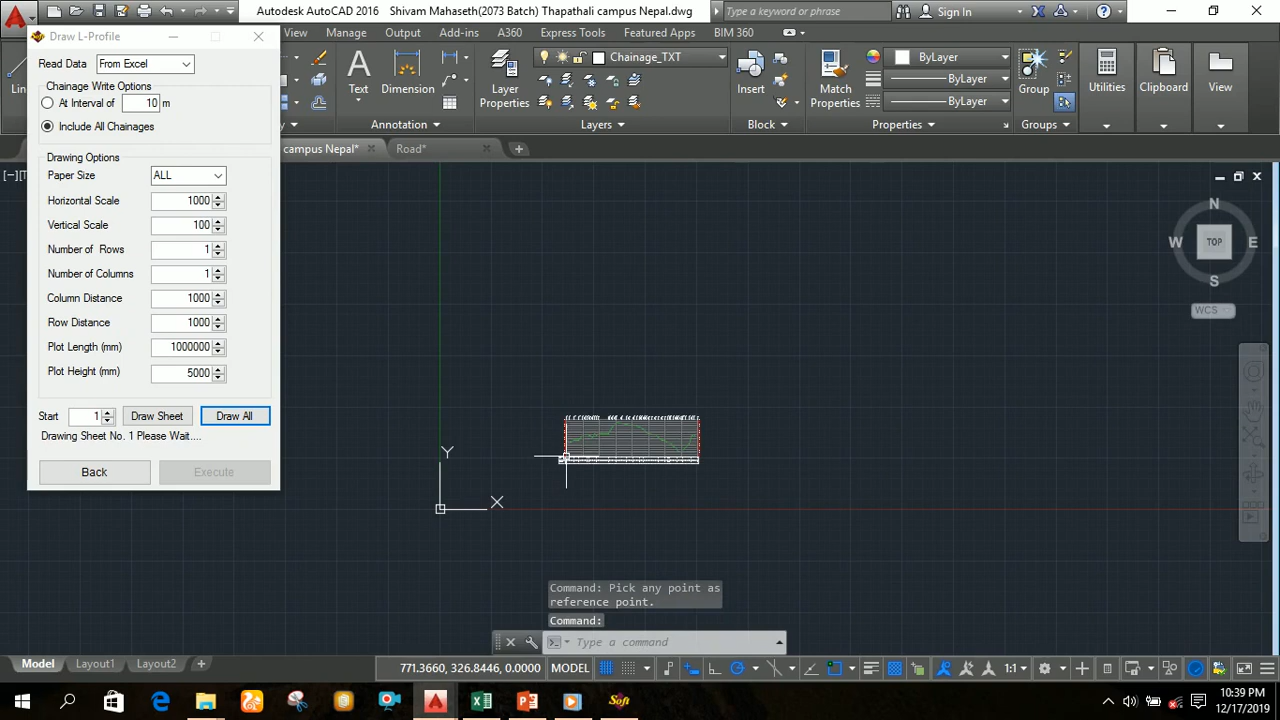 Autodesk AutoCAD 2016 Shivam Mahaseth(2073 Batch) Thapathali campus Nepal.dwg
Type a keyword or phrase
Sign In
Draw L-Profile
View Manage Output Add-ins A360 Express Tools Featured Apps BIM 360
Read Data From Excel
Chainage Write Options
At Interval of 10 m
Include All Chainages
Drawing Options
Paper Size ALL
Horizontal Scale 1000
Vertical Scale 100
Number of Rows 1
Number of Columns 1
Column Distance 1000
Row Distance 1000
Plot Length (mm) 1000000
Plot Height (mm) 5000
Start 1 Draw Sheet Draw All
Drawing Sheet No. 1 Please Wait....
Back Execute
Lin
Text Dimension
Annotation
Layer
Properties
Chainage_TXT
Layers
Insert
Block
Match
Properties
ByLayer
ByLayer
ByLayer
Properties
Group
Groups
Utilities
Clipboard
View
campus Nepal*
Road*
[−][T
N
W TOP E
S
WCS
Y
X
Command: Pick any point as
reference point.
Command:
Type a command
Model Layout1 Layout2
771.3660, 326.8446, 0.0000 MODEL
1:1
Soft
10:39 PM
12/17/2019